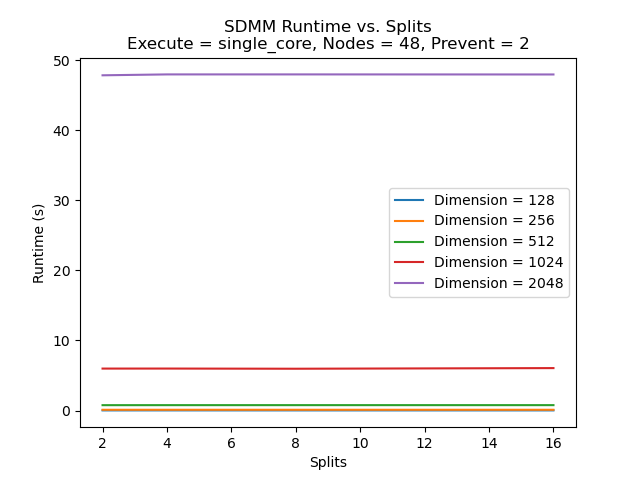 SDMM Runtime vs. Splits
Execute = single_core, Nodes = 48, Prevent = 2
50
40
30
20
10
0
Runtime (s)
Dimension = 128
Dimension = 256
Dimension = 512
Dimension = 1024
Dimension = 2048
2 4 6 8 10 12 14 16
Splits